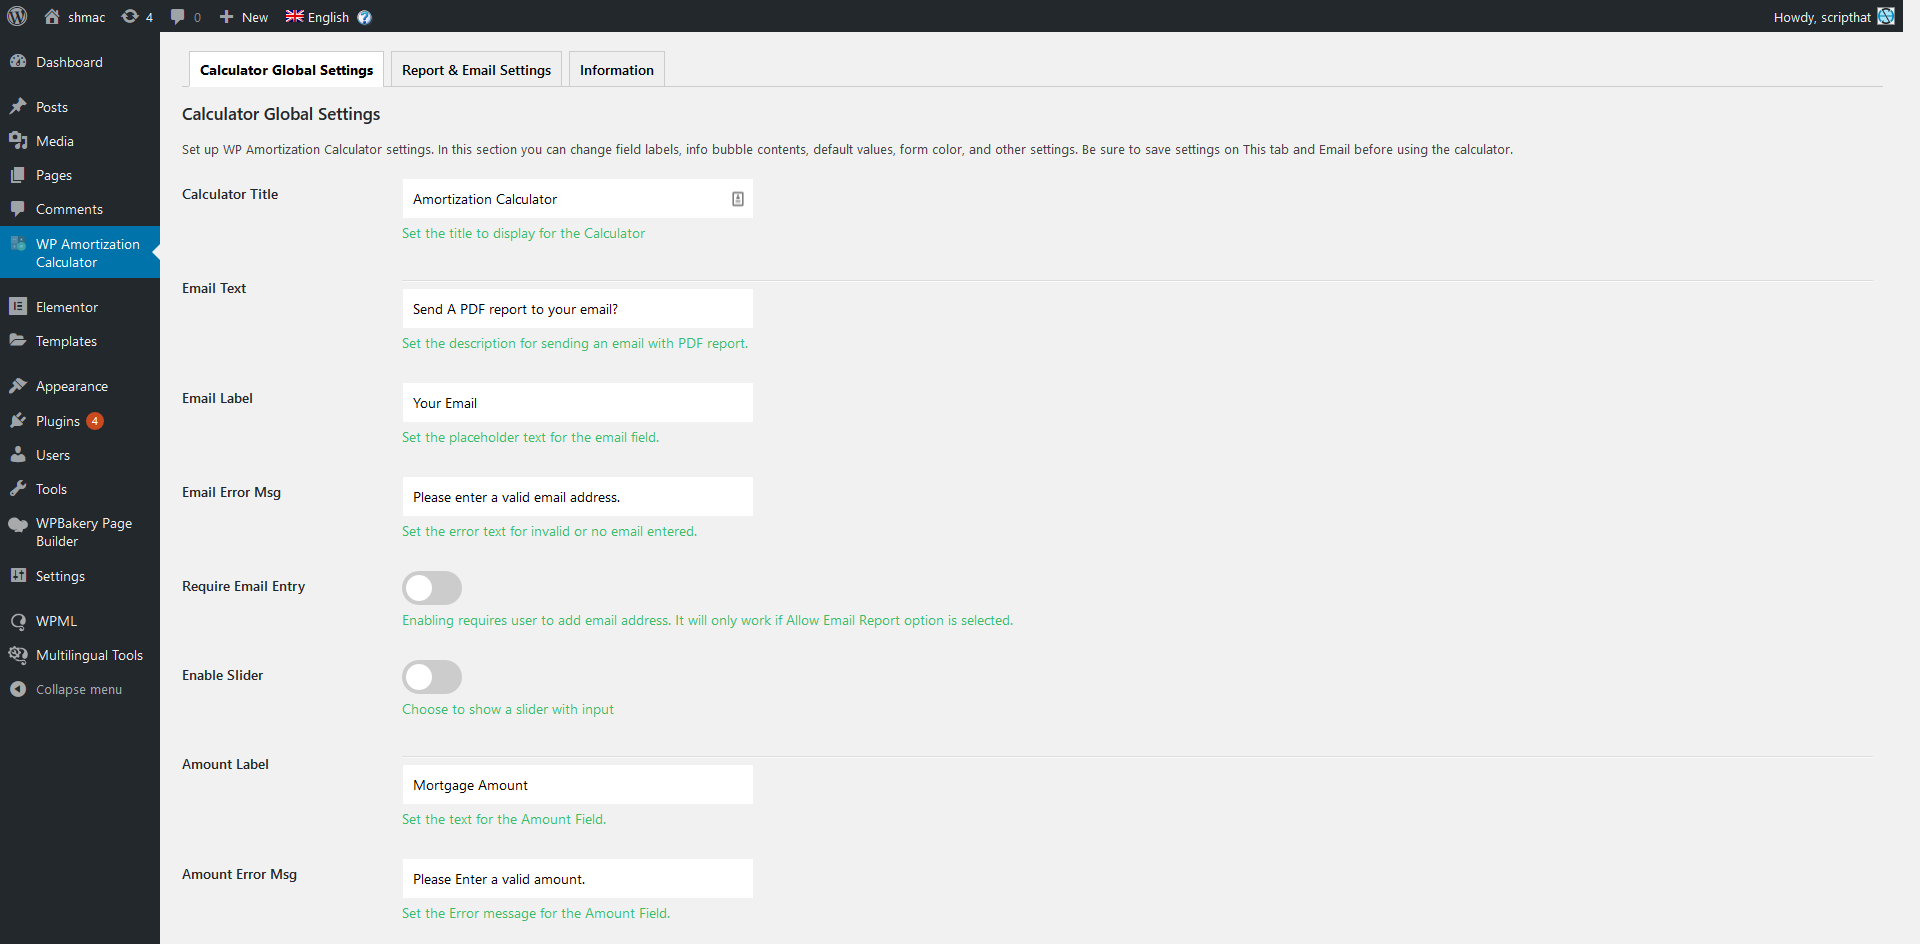 shmac
4
0
New
English
Howdy, scripthat
Dashboard
Posts
Media
Pages
Comments
WP Amortization
Calculator
Elementor
Templates
Appearance
Plugins 4
Users
Tools
WPBakery Page
Builder
Settings
WPML
Multilingual Tools
Collapse menu
Calculator Global Settings
Report & Email Settings
Information
Calculator Global Settings
Set up WP Amortization Calculator settings. In this section you can change field labels, info bubble contents, default values, form color, and other settings. Be sure to save settings on This tab and Email before using the calculator.
Calculator Title
Amortization Calculator
Set the title to display for the Calculator
Email Text
Send A PDF report to your email?
Set the description for sending an email with PDF report.
Email Label
Your Email
Set the placeholder text for the email field.
Email Error Msg
Please enter a valid email address.
Set the error text for invalid or no email entered.
Require Email Entry
Enabling requires user to add email address. It will only work if Allow Email Report option is selected.
Enable Slider
Choose to show a slider with input
Amount Label
Mortgage Amount
Set the text for the Amount Field.
Amount Error Msg
Please Enter a valid amount.
Set the Error message for the Amount Field.